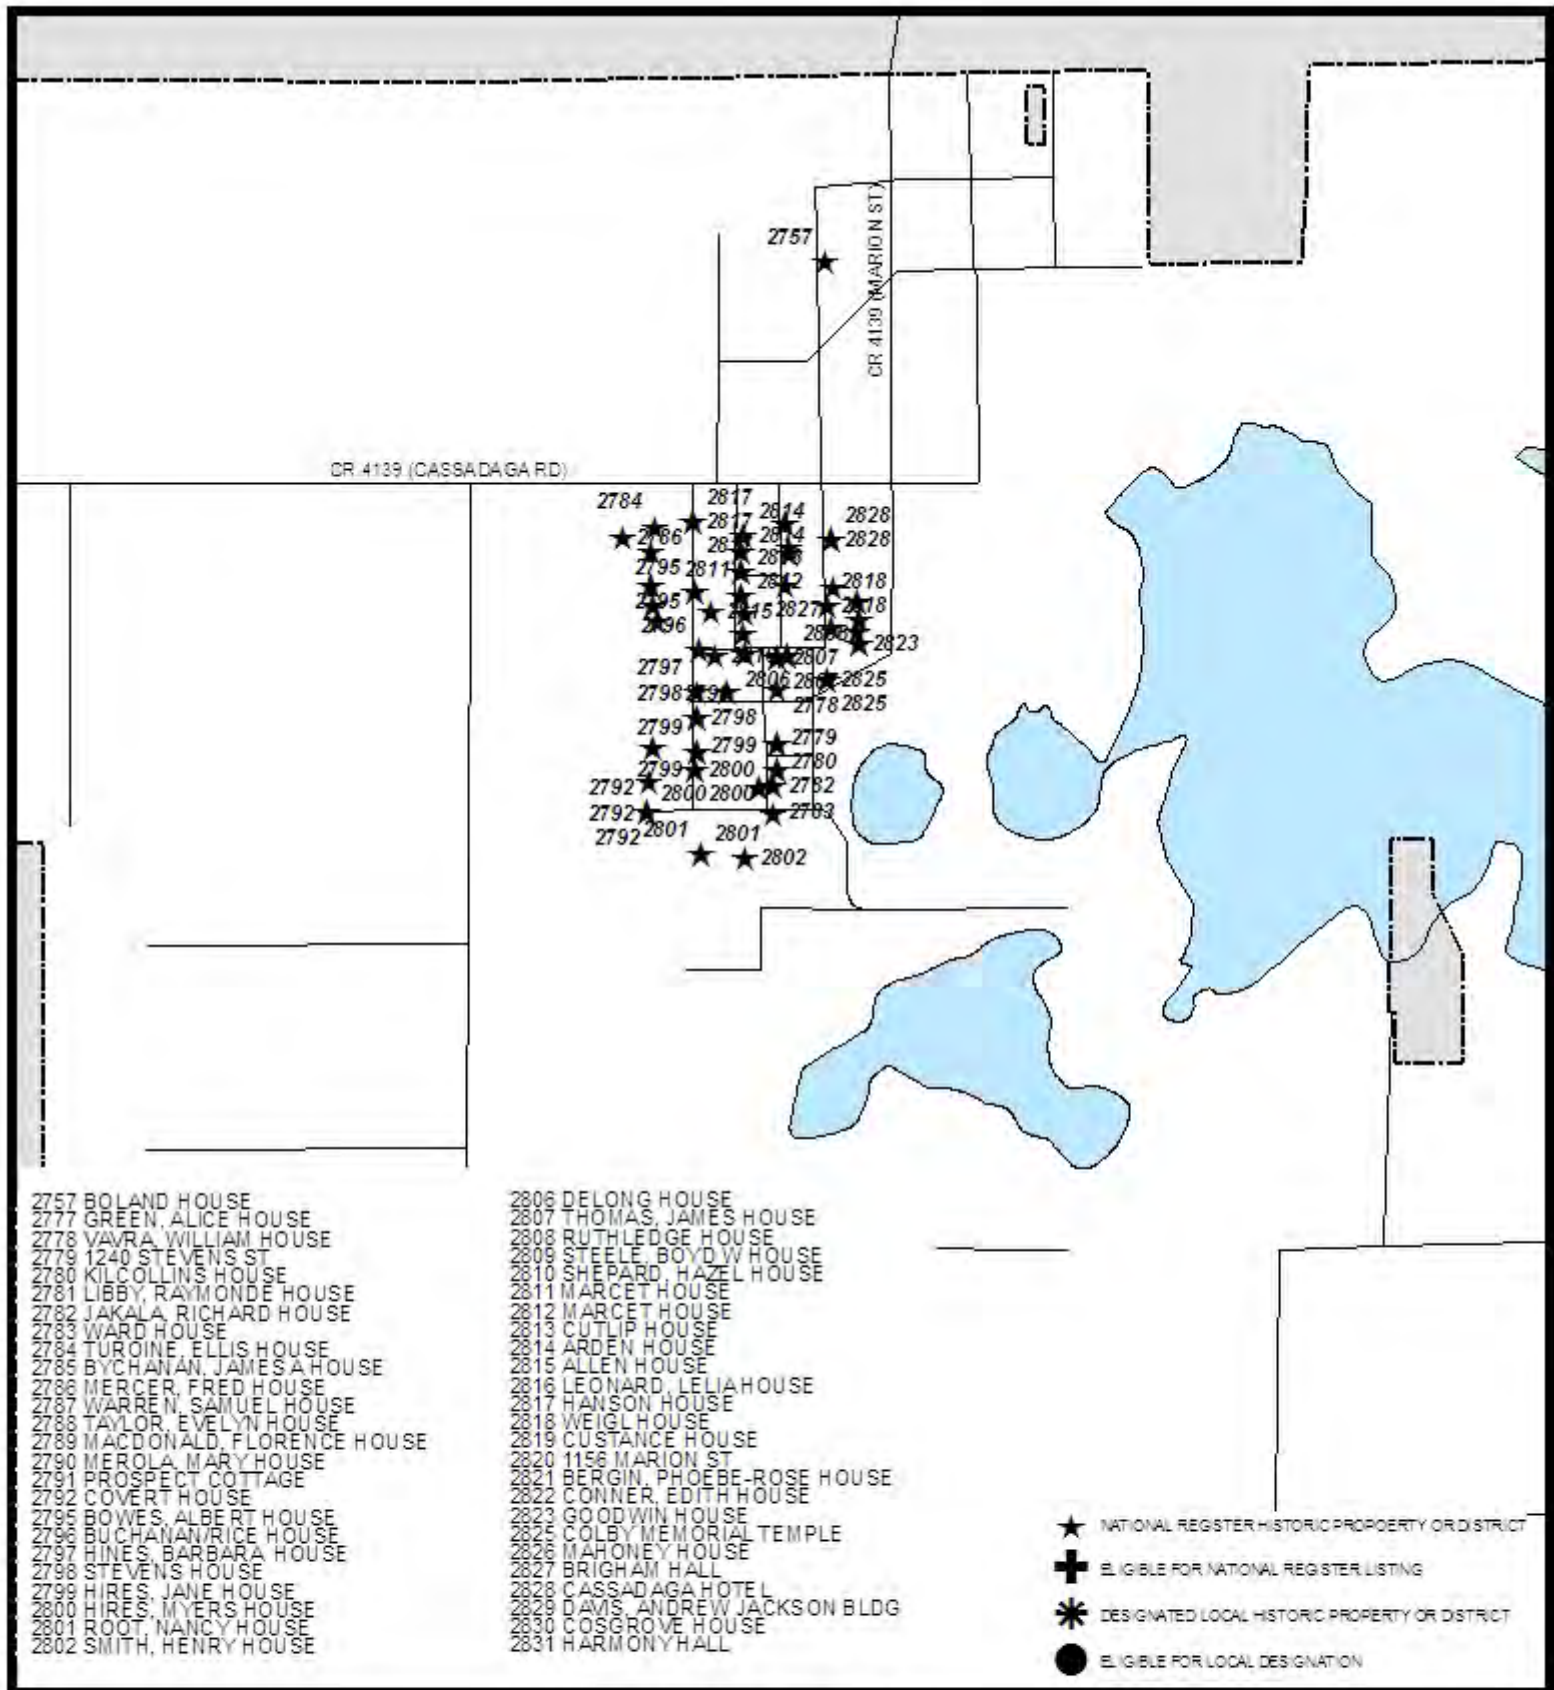 2757
CR 4139 (MARION ST)
CR 4139 (CASSADAGA RD)
2784
2817
2814
2828
2786
2817
2814
2828
2795
2811
2812
2818
2795
2815
2827
2818
2796
2808
2823
2797
2807
2806
2825
2798
2778
2825
2799
2798
2779
2799
2799
2800
2780
2792
2800
2800
2782
2792
2783
2792
2801
2801
2802
2757 BOLAND HOUSE
2777 GREEN, ALICE HOUSE
2778 VAVRA, WILLIAM HOUSE
2779 1240 STEVENS ST
2780 KILCOLLINS HOUSE
2781 LIBBY, RAYMONDE HOUSE
2782 JAKALA, RICHARD HOUSE
2783 WARD HOUSE
2784 TUROINE, ELLIS HOUSE
2785 BYCHANAN, JAMES A HOUSE
2786 MERCER, FRED HOUSE
2787 WARREN, SAMUEL HOUSE
2788 TAYLOR, EVELYN HOUSE
2789 MACDONALD, FLORENCE HOUSE
2790 MEROLA, MARY HOUSE
2791 PROSPECT COTTAGE
2792 COVERT HOUSE
2795 BOWES, ALBERT HOUSE
2796 BUCHANAN/RICE HOUSE
2797 HINES, BARBARA HOUSE
2798 STEVENS HOUSE
2799 HIRES, JANE HOUSE
2800 HIRES, MYERS HOUSE
2801 ROOT, NANCY HOUSE
2802 SMITH, HENRY HOUSE
2806 DELONG HOUSE
2807 THOMAS, JAMES HOUSE
2808 RUTHLEDGE HOUSE
2809 STEELE, BOYD W HOUSE
2810 SHEPARD, HAZEL HOUSE
2811 MARCET HOUSE
2812 MARCET HOUSE
2813 CUTLIP HOUSE
2814 ARDEN HOUSE
2815 ALLEN HOUSE
2816 LEONARD, LELIA HOUSE
2817 HANSON HOUSE
2818 WEIGL HOUSE
2819 CUSTANCE HOUSE
2820 1156 MARION ST
2821 BERGIN, PHOEBE-ROSE HOUSE
2822 CONNER, EDITH HOUSE
2823 GOODWIN HOUSE
2825 COLBY MEMORIAL TEMPLE
2826 MAHONEY HOUSE
2827 BRIGHAM HALL
2828 CASSADAGA HOTEL
2829 DAVIS, ANDREW JACKSON BLDG
2830 COSGROVE HOUSE
2831 HARMONY HALL
NATIONAL REGISTER HISTORIC PROPOERTY OR DISTRICT
ELIGIBLE FOR NATIONAL REGISTER LISTING
DESIGNATED LOCAL HISTORIC PROPERTY OR DISTRICT
ELIGIBLE FOR LOCAL DESIGNATION